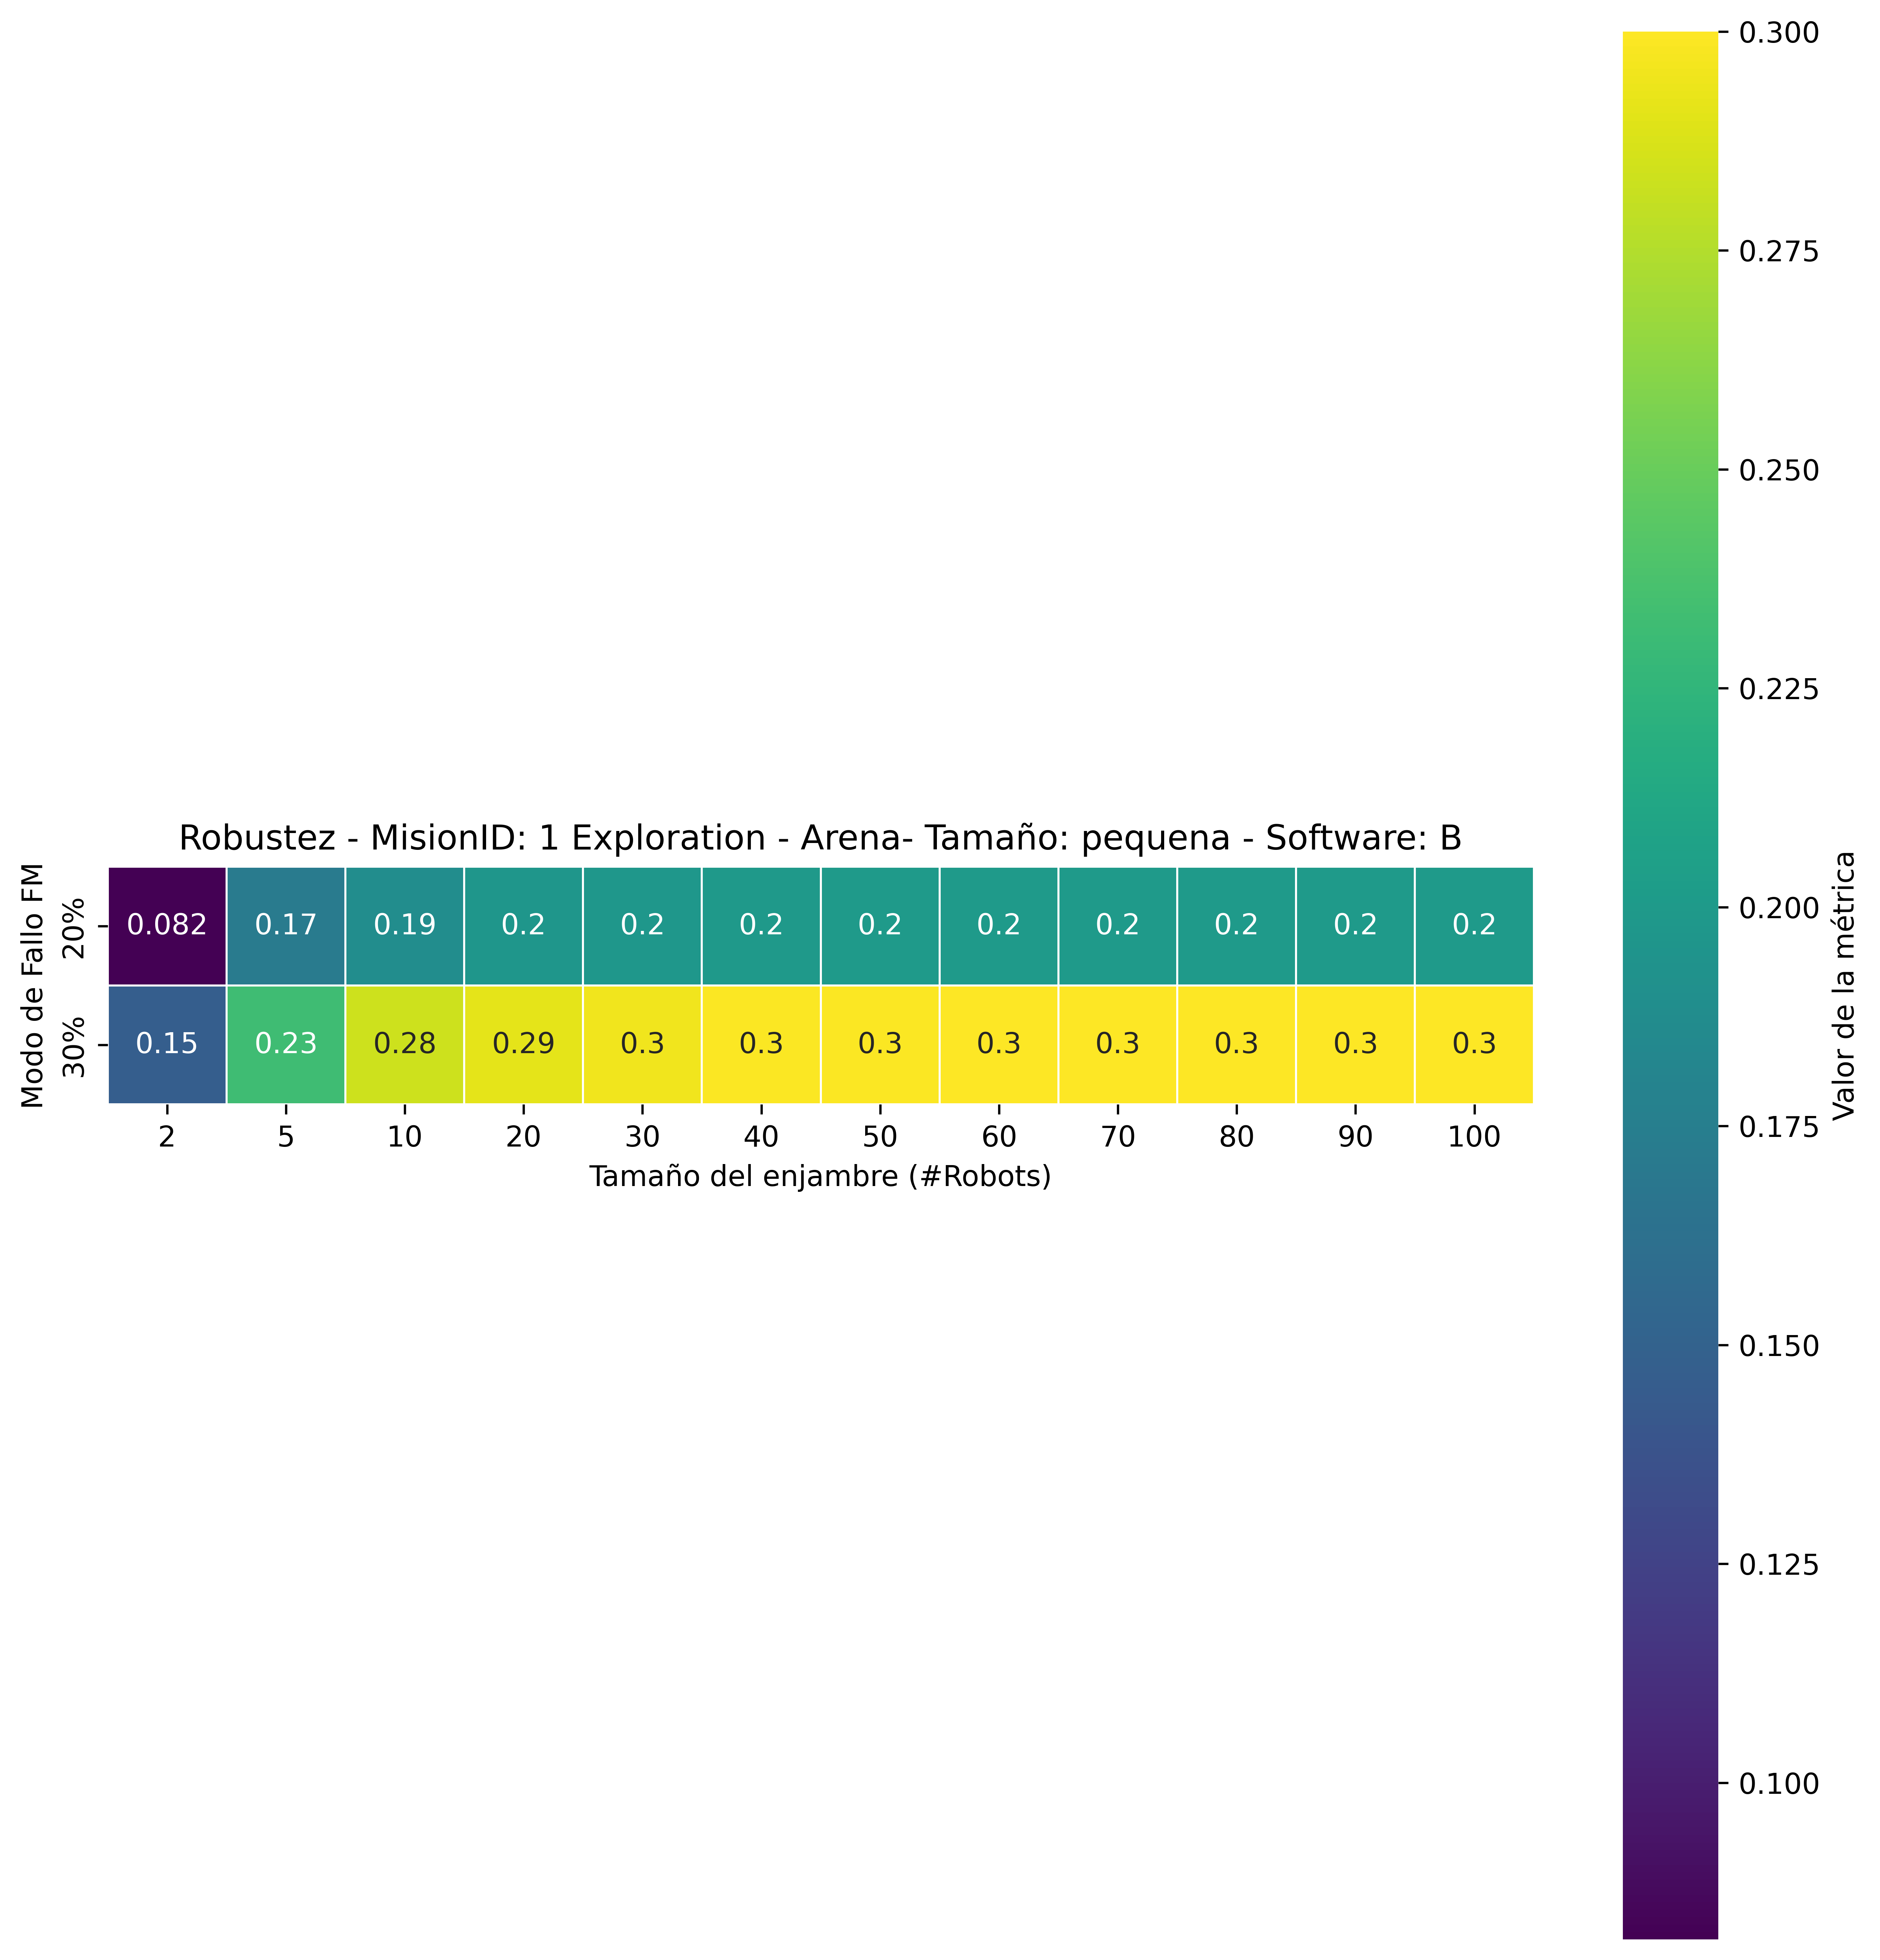 Robustez - MisionID: 1 Exploration - Arena- Tamaño: pequena - Software: B
Modo de Fallo FM
20%
0.082 0.17 0.19 0.2 0.2 0.2 0.2 0.2 0.2 0.2 0.2 0.2
30%
0.15 0.23 0.28 0.29 0.3 0.3 0.3 0.3 0.3 0.3 0.3 0.3
2 5 10 20 30 40 50 60 70 80 90 100
Tamaño del enjambre (#Robots)
0.300
0.275
0.250
0.225
0.200
0.175
0.150
0.125
0.100
Valor de la métrica